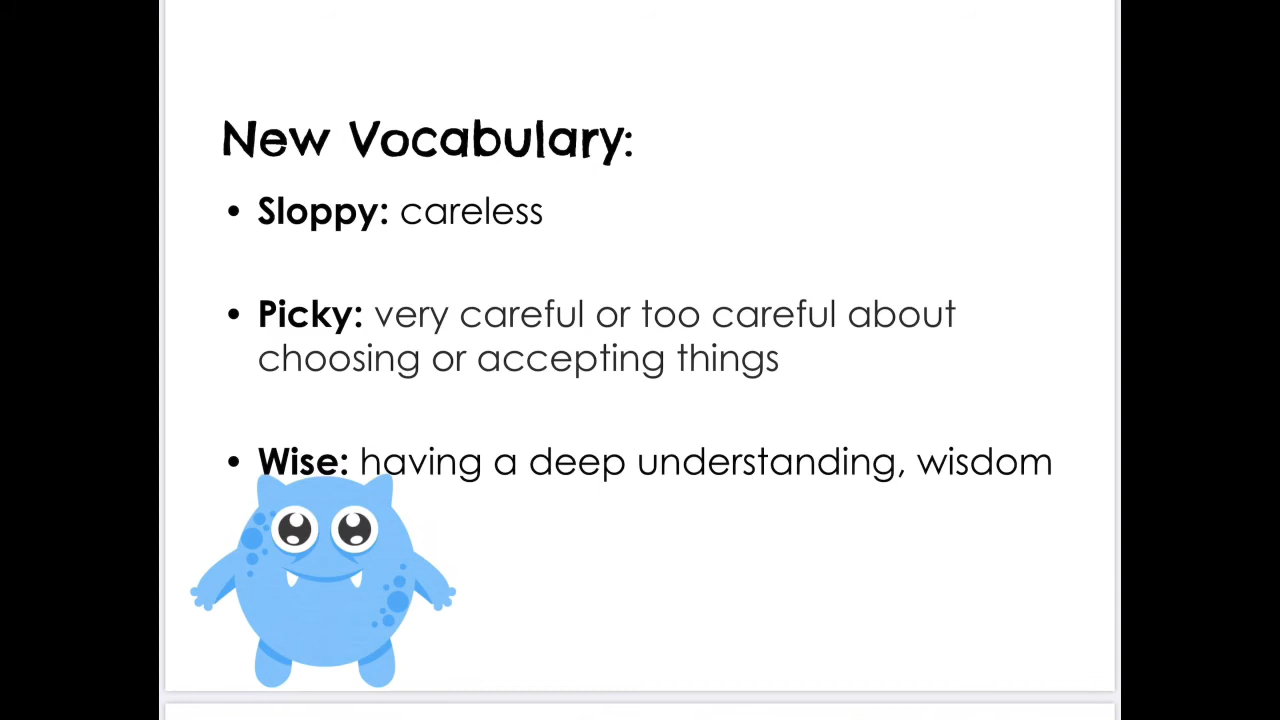 New Vocabulary:
• Sloppy: careless
• Picky: very careful or too careful about
choosing or accepting things
• Wise: having a deep understanding, wisdom